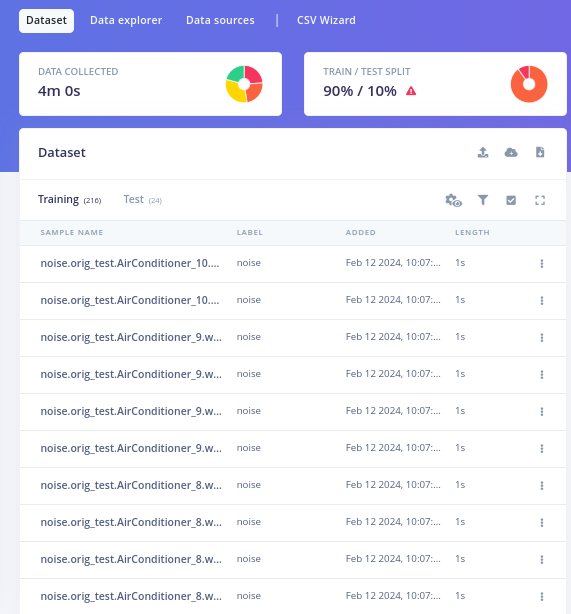 Dataset Data explorer Data sources | CSV Wizard
DATA COLLECTED
4m 0s
TRAIN / TEST SPLIT
90% / 10%
Dataset
Training (216) Test (24)
SAMPLE NAME LABEL ADDED LENGTH
noise.orig_test.AirConditioner_10.... noise Feb 12 2024, 10:07:... 1s
noise.orig_test.AirConditioner_10.... noise Feb 12 2024, 10:07:... 1s
noise.orig_test.AirConditioner_9.w... noise Feb 12 2024, 10:07:... 1s
noise.orig_test.AirConditioner_9.w... noise Feb 12 2024, 10:07:... 1s
noise.orig_test.AirConditioner_9.w... noise Feb 12 2024, 10:07:... 1s
noise.orig_test.AirConditioner_9.w... noise Feb 12 2024, 10:07:... 1s
noise.orig_test.AirConditioner_8.w... noise Feb 12 2024, 10:07:... 1s
noise.orig_test.AirConditioner_8.w... noise Feb 12 2024, 10:07:... 1s
noise.orig_test.AirConditioner_8.w... noise Feb 12 2024, 10:07:... 1s
noise.orig_test.AirConditioner_8.w... noise Feb 12 2024, 10:07:... 1s